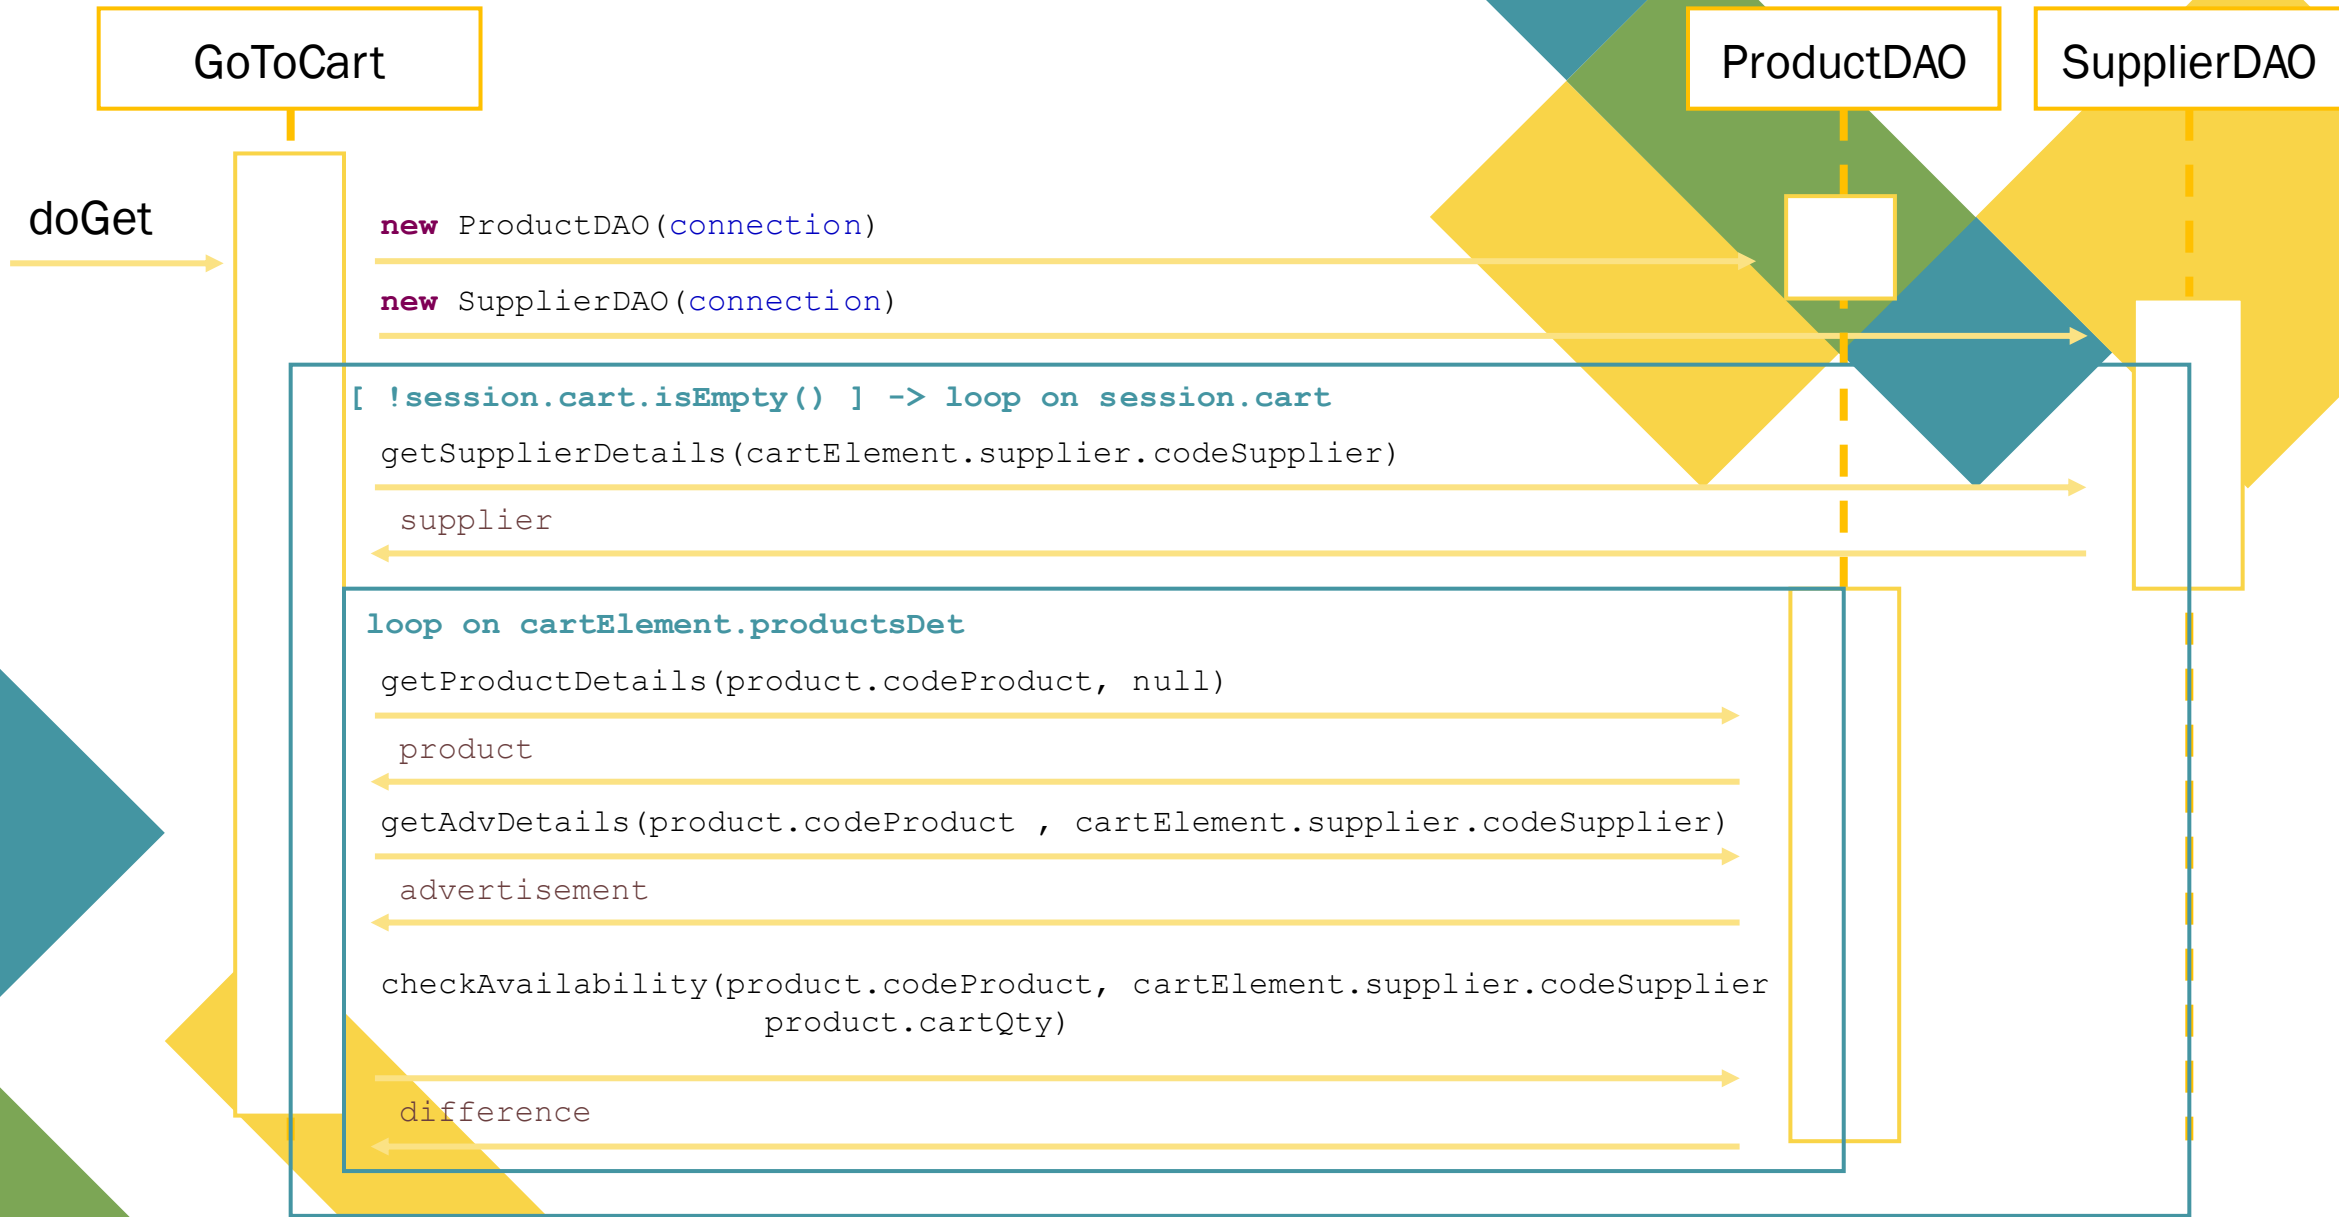 GoToCart
ProductDAO
SupplierDAO
doGet
new ProductDAO(connection)
new SupplierDAO(connection)
[ !session.cart.isEmpty() ] -> loop on session.cart
getSupplierDetails(cartElement.supplier.codeSupplier)
supplier
loop on cartElement.productsDet
getProductDetails(product.codeProduct, null)
product
getAdvDetails(product.codeProduct , cartElement.supplier.codeSupplier)
advertisement
checkAvailability(product.codeProduct, cartElement.supplier.codeSupplier
product.cartQty)
difference